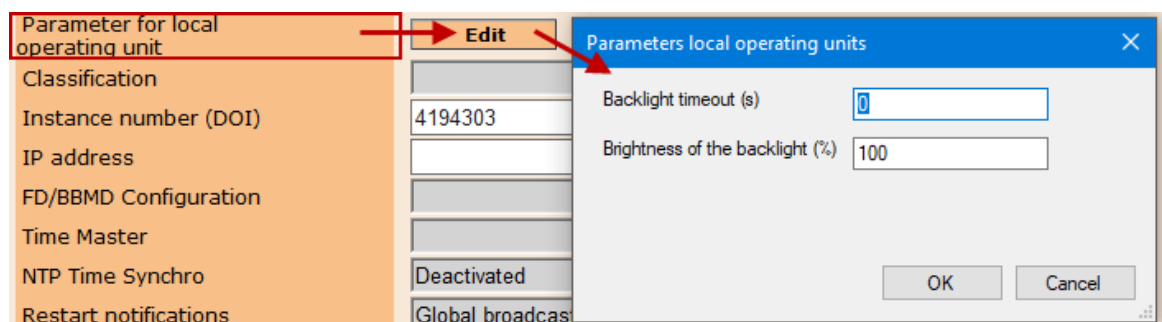 Parameter for local
operating unit
Edit
Classification
Instance number (DOI)
4194303
IP address
FD/BBMD Configuration
Time Master
NTP Time Synchro
Deactivated
Restart notifications
Global broadcast
Parameters local operating units
Backlight timeout (s)
0
Brightness of the backlight (%)
100
OK
Cancel